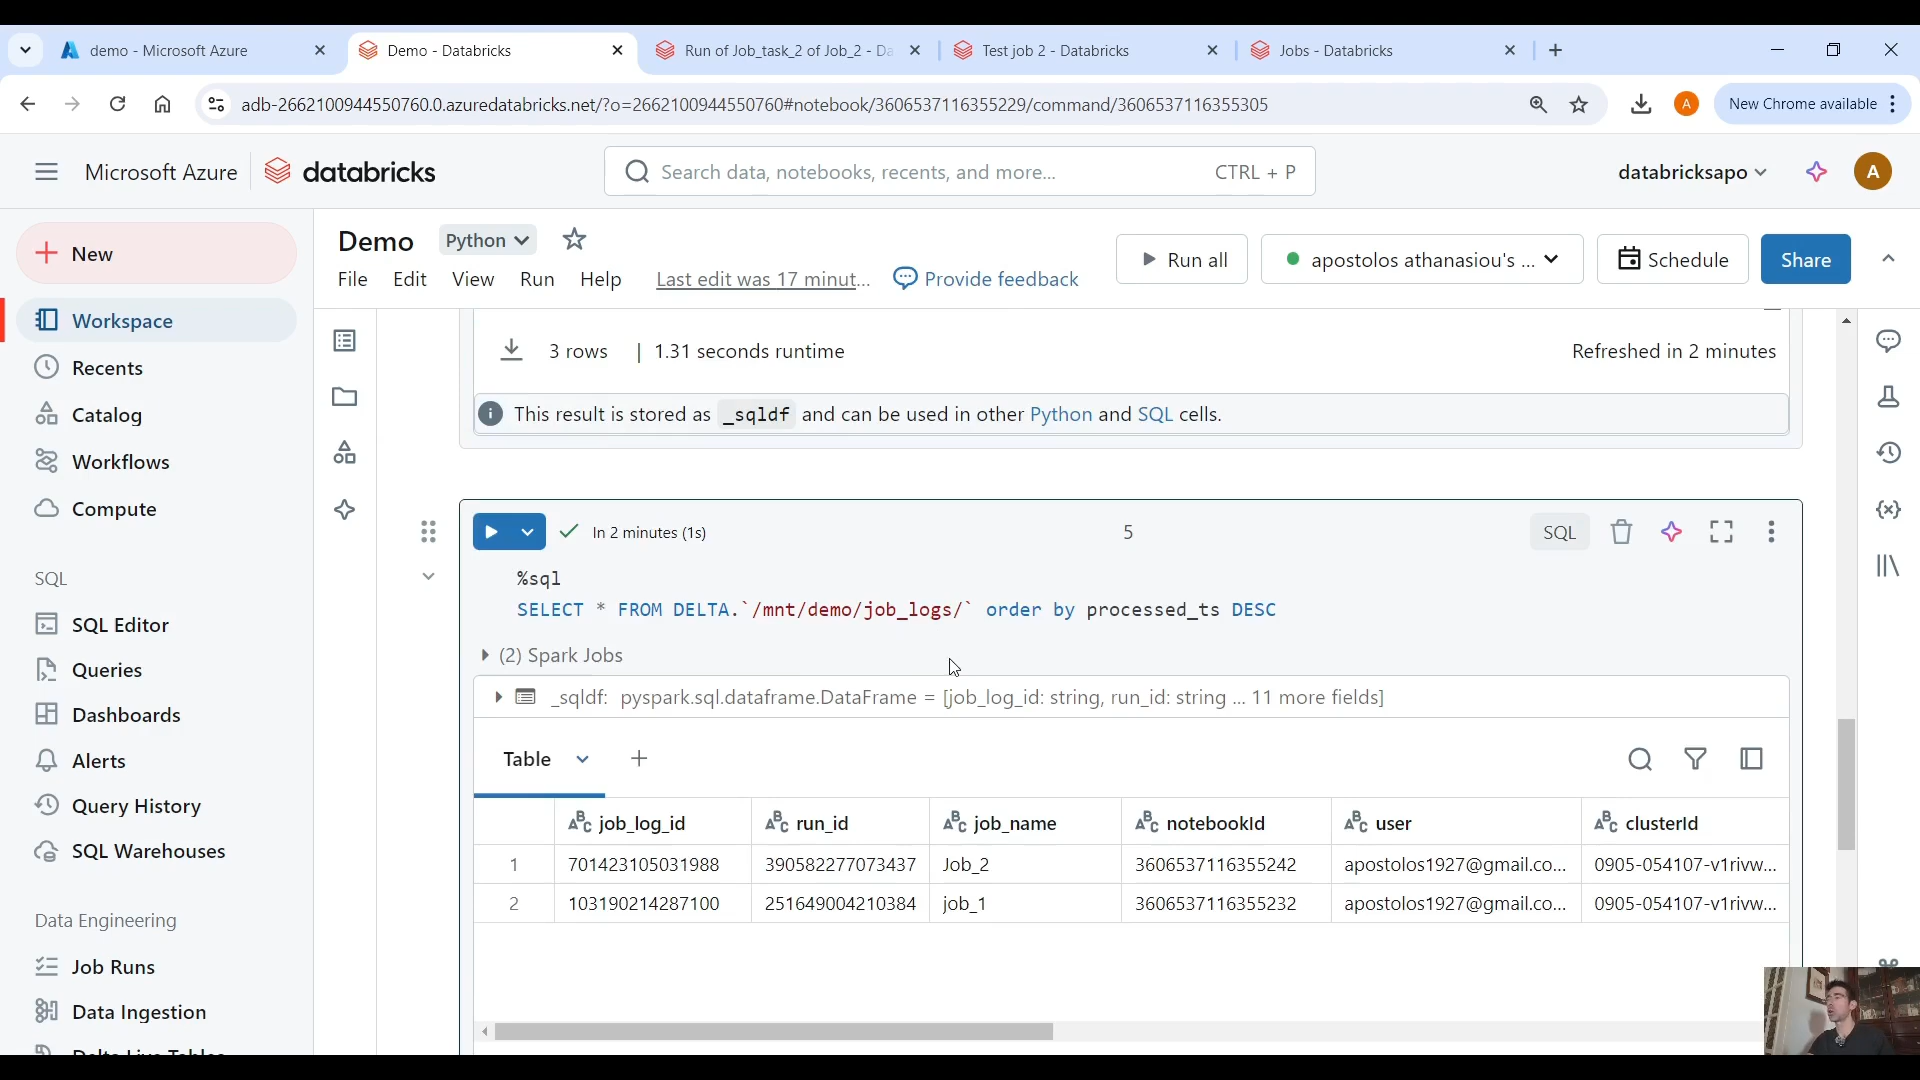 demo - Microsoft Azure
Demo - Databricks
Run of Job_task_2 of Job_2 - Da
Test job 2 - Databricks
Jobs - Databricks
adb-2662100944550760.0.azuredatabricks.net/?o=2662100944550760#notebook/3606537116355229/command/3606537116355305
A
New Chrome available
Microsoft Azure
databricks
Search data, notebooks, recents, and more...
CTRL + P
databricksapo
A
New
Workspace
Recents
Catalog
Workflows
Compute
SQL
SQL Editor
Queries
Dashboards
Alerts
Query History
SQL Warehouses
Data Engineering
Job Runs
Data Ingestion
Delta Live Tables
Demo
Python
File Edit View Run Help Last edit was 17 minut... Provide feedback
Run all
apostolos athanasiou's ...
Schedule
Share
3 rows | 1.31 seconds runtime
Refreshed in 2 minutes
This result is stored as _sqldf and can be used in other Python and SQL cells.
In 2 minutes (1s)
5
SQL
%sql
SELECT * FROM DELTA.`/mnt/demo/job_logs/` order by processed_ts DESC
(2) Spark Jobs
_sqldf: pyspark.sql.dataframe.DataFrame = [job_log_id: string, run_id: string ... 11 more fields]
Table
job_log_id run_id job_name notebookId user clusterId
1 701423105031988 390582277073437 Job_2 3606537116355242 apostolos1927@gmail.co... 0905-054107-v1rivw...
2 103190214287100 251649004210384 job_1 3606537116355232 apostolos1927@gmail.co... 0905-054107-v1rivw...